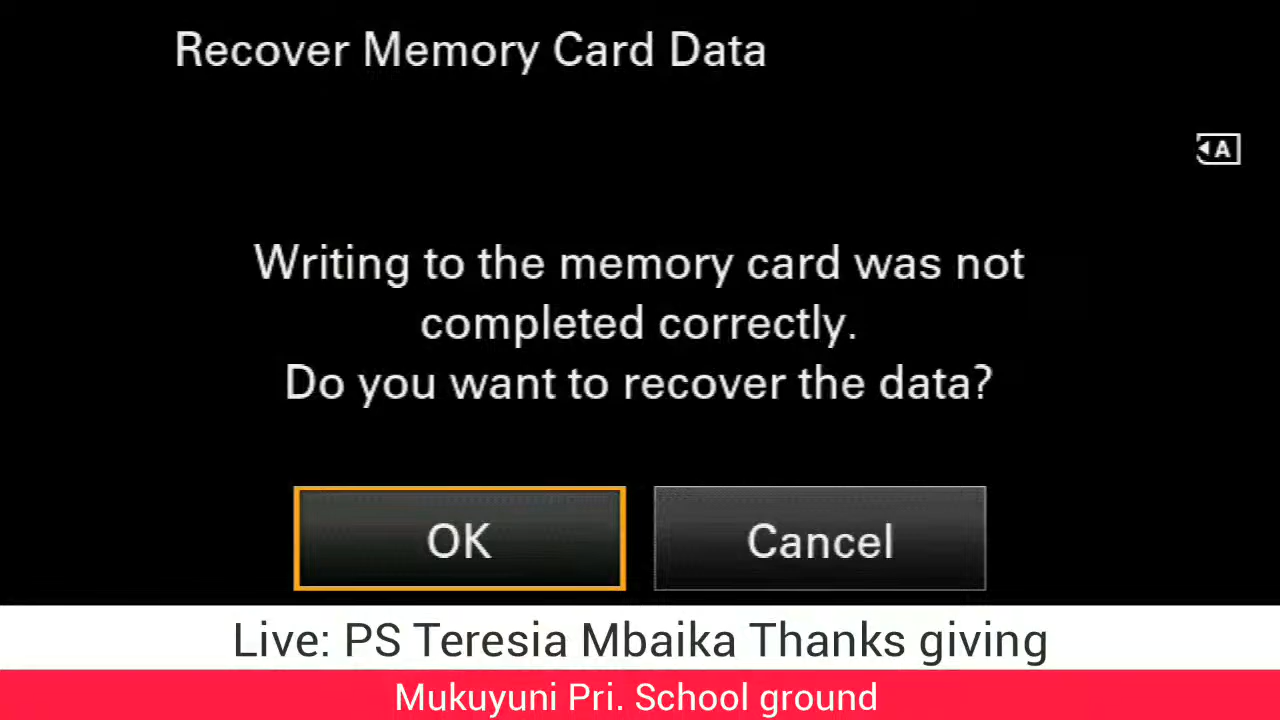 Recover Memory Card Data
A
Writing to the memory card was not
completed correctly.
Do you want to recover the data?
OK
Cancel
Live: PS Teresia Mbaika Thanks giving
Mukuyuni Pri. School ground